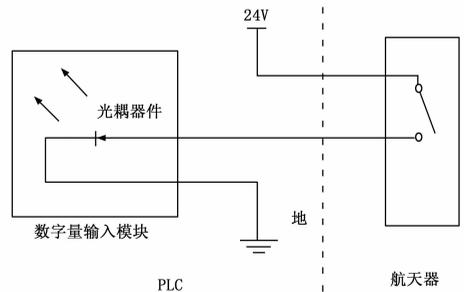 24V
光耦器件
地
数字量输入模块
航天器
PLC